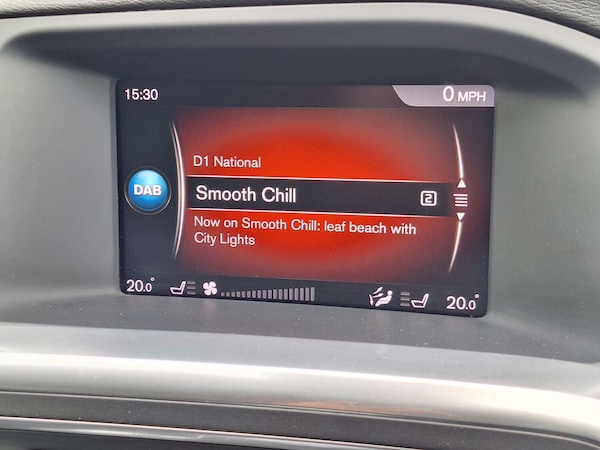 15:30
0 MPH
D1 National
DAB
Smooth Chill 2
Now on Smooth Chill: leaf beach with
City Lights
20.0° 20.0°